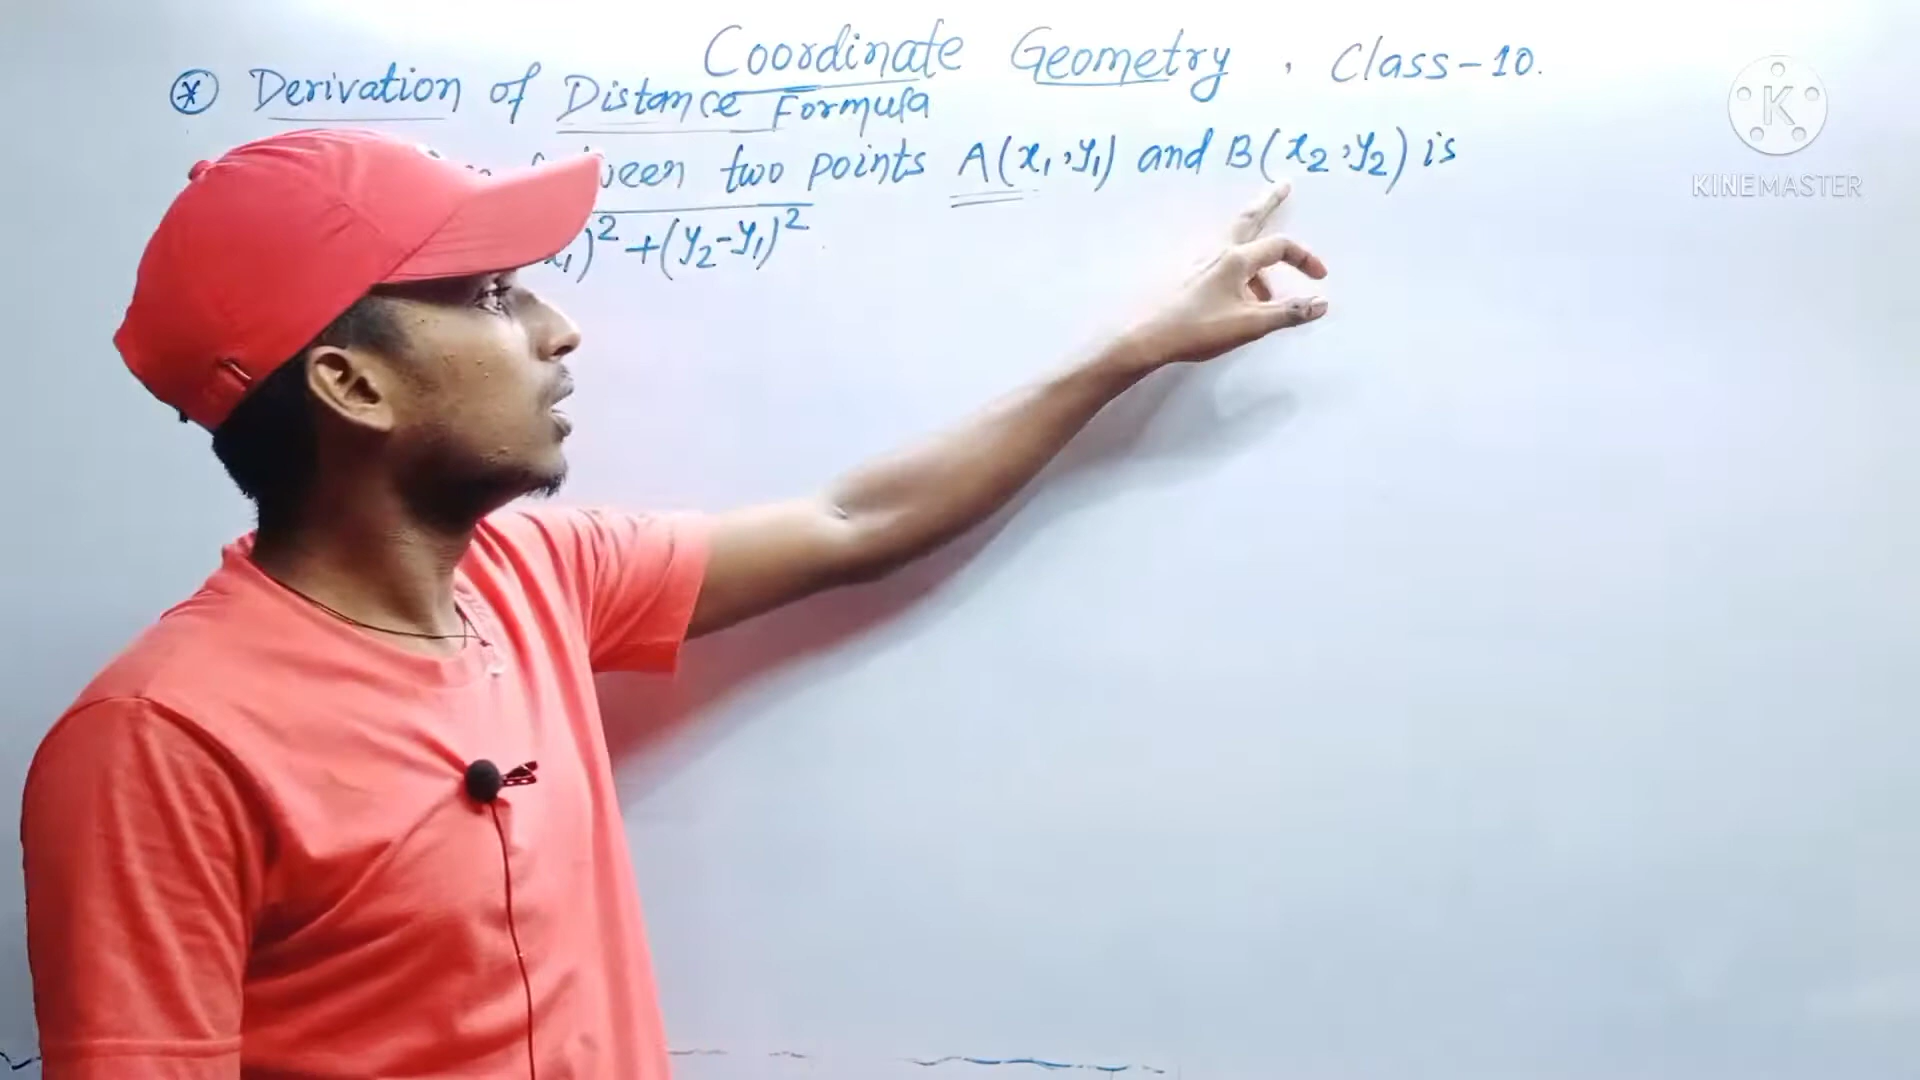 Coordinate Geometry, Class-10.
* Derivation of Distance Formula
two points A(x₁,y₁) and B(x₂,y₂) is
)²+(y₂-y₁)²
K
KINEMASTER